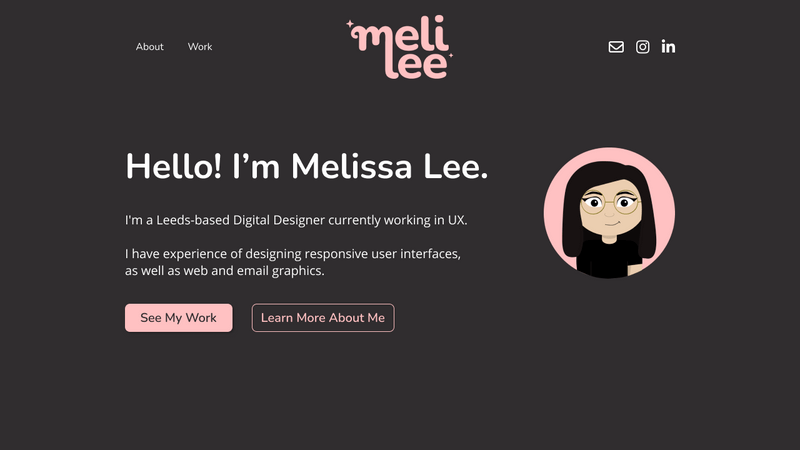 About
Work
meli
lee
Hello! I’m Melissa Lee.
I'm a Leeds-based Digital Designer currently working in UX.
I have experience of designing responsive user interfaces,
as well as web and email graphics.
See My Work
Learn More About Me